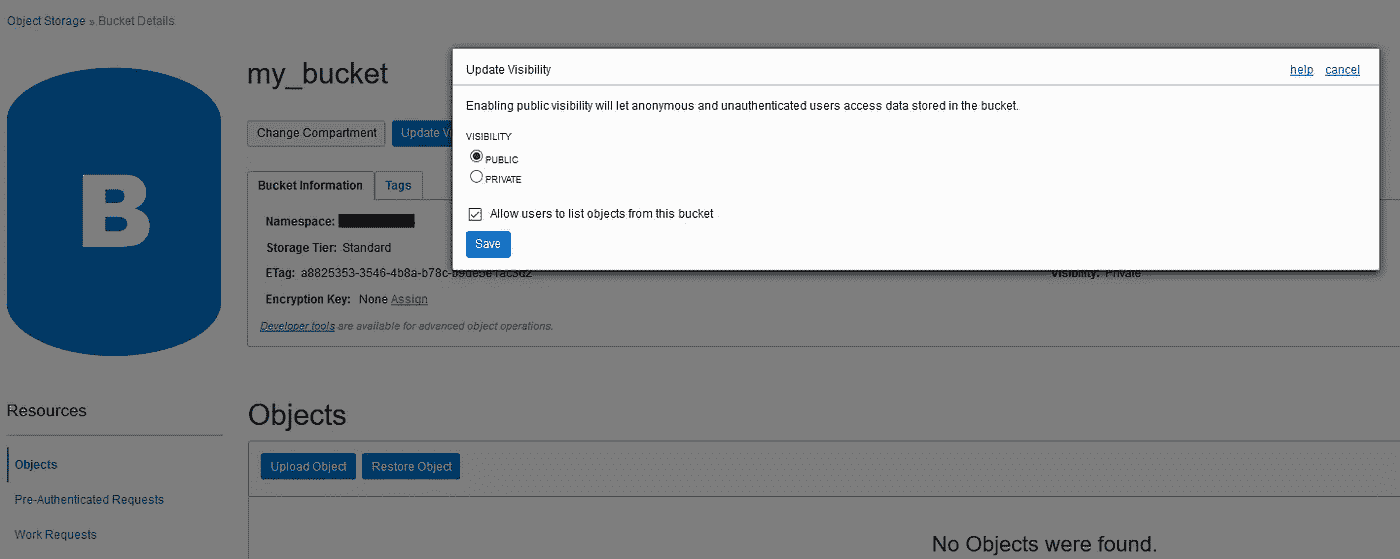 Object Storage » Bucket Details
B
my_bucket
Change Compartment
Update Vi
Update Visibility
help
cancel
Enabling public visibility will let anonymous and unauthenticated users access data stored in the bucket.
VISIBILITY
PUBLIC
PRIVATE
Allow users to list objects from this bucket
Save
Bucket Information
Tags
Namespace:
Storage Tier: Standard
ETag: a8825353-3546-4b8a-b78c-b9de5e1ac3d2
Visibility: Private
Encryption Key: None Assign
Developer tools are available for advanced object operations.
Resources
Objects
Pre-Authenticated Requests
Work Requests
Objects
Upload Object
Restore Object
No Objects were found.